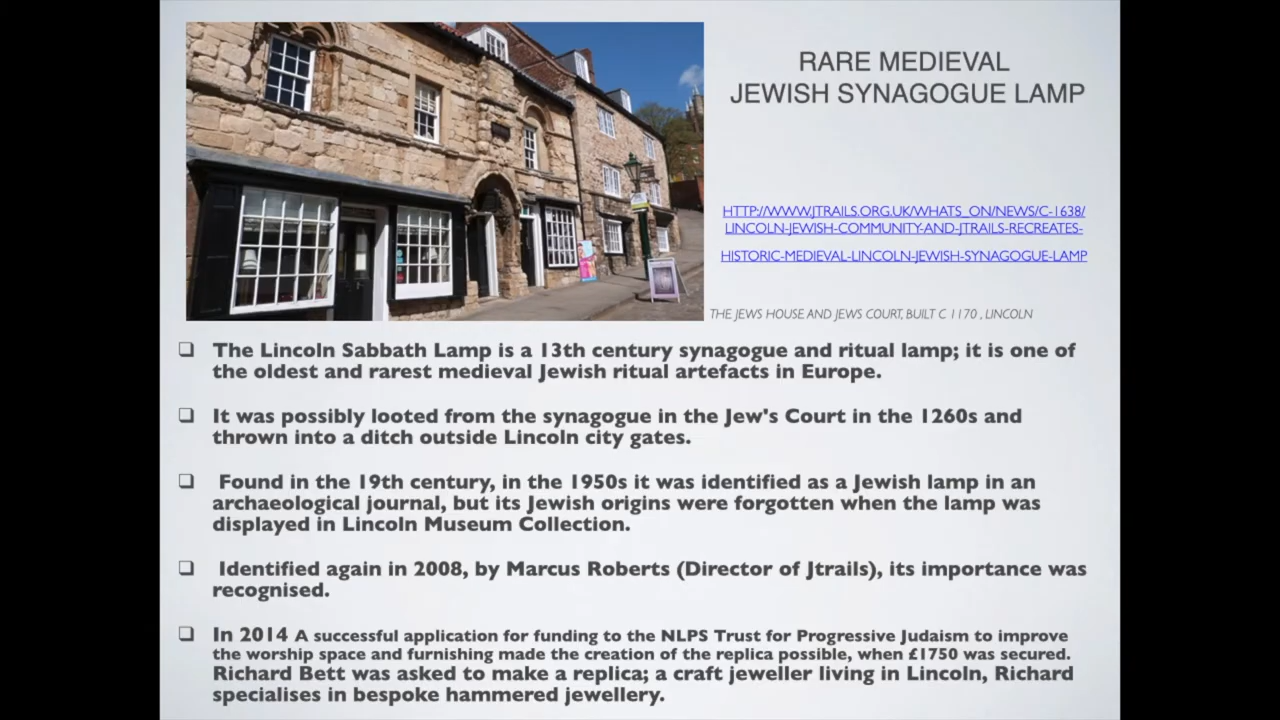 RARE MEDIEVAL
JEWISH SYNAGOGUE LAMP
HTTP://WWW.JTRAILS.ORG.UK/WHATS_ON/NEWS/C-1638/
LINCOLN-JEWISH-COMMUNITY-AND-JTRAILS-RECREATES-
HISTORIC-MEDIEVAL-LINCOLN-JEWISH-SYNAGOGUE-LAMP
THE JEWS HOUSE AND JEWS COURT, BUILT C 1170 , LINCOLN
The Lincoln Sabbath Lamp is a 13th century synagogue and ritual lamp; it is one of
the oldest and rarest medieval Jewish ritual artefacts in Europe.
It was possibly looted from the synagogue in the Jew's Court in the 1260s and
thrown into a ditch outside Lincoln city gates.
Found in the 19th century, in the 1950s it was identified as a Jewish lamp in an
archaeological journal, but its Jewish origins were forgotten when the lamp was
displayed in Lincoln Museum Collection.
Identified again in 2008, by Marcus Roberts (Director of Jtrails), its importance was
recognised.
In 2014 A successful application for funding to the NLPS Trust for Progressive Judaism to improve
the worship space and furnishing made the creation of the replica possible, when £1750 was secured.
Richard Bett was asked to make a replica; a craft jeweller living in Lincoln, Richard
specialises in bespoke hammered jewellery.